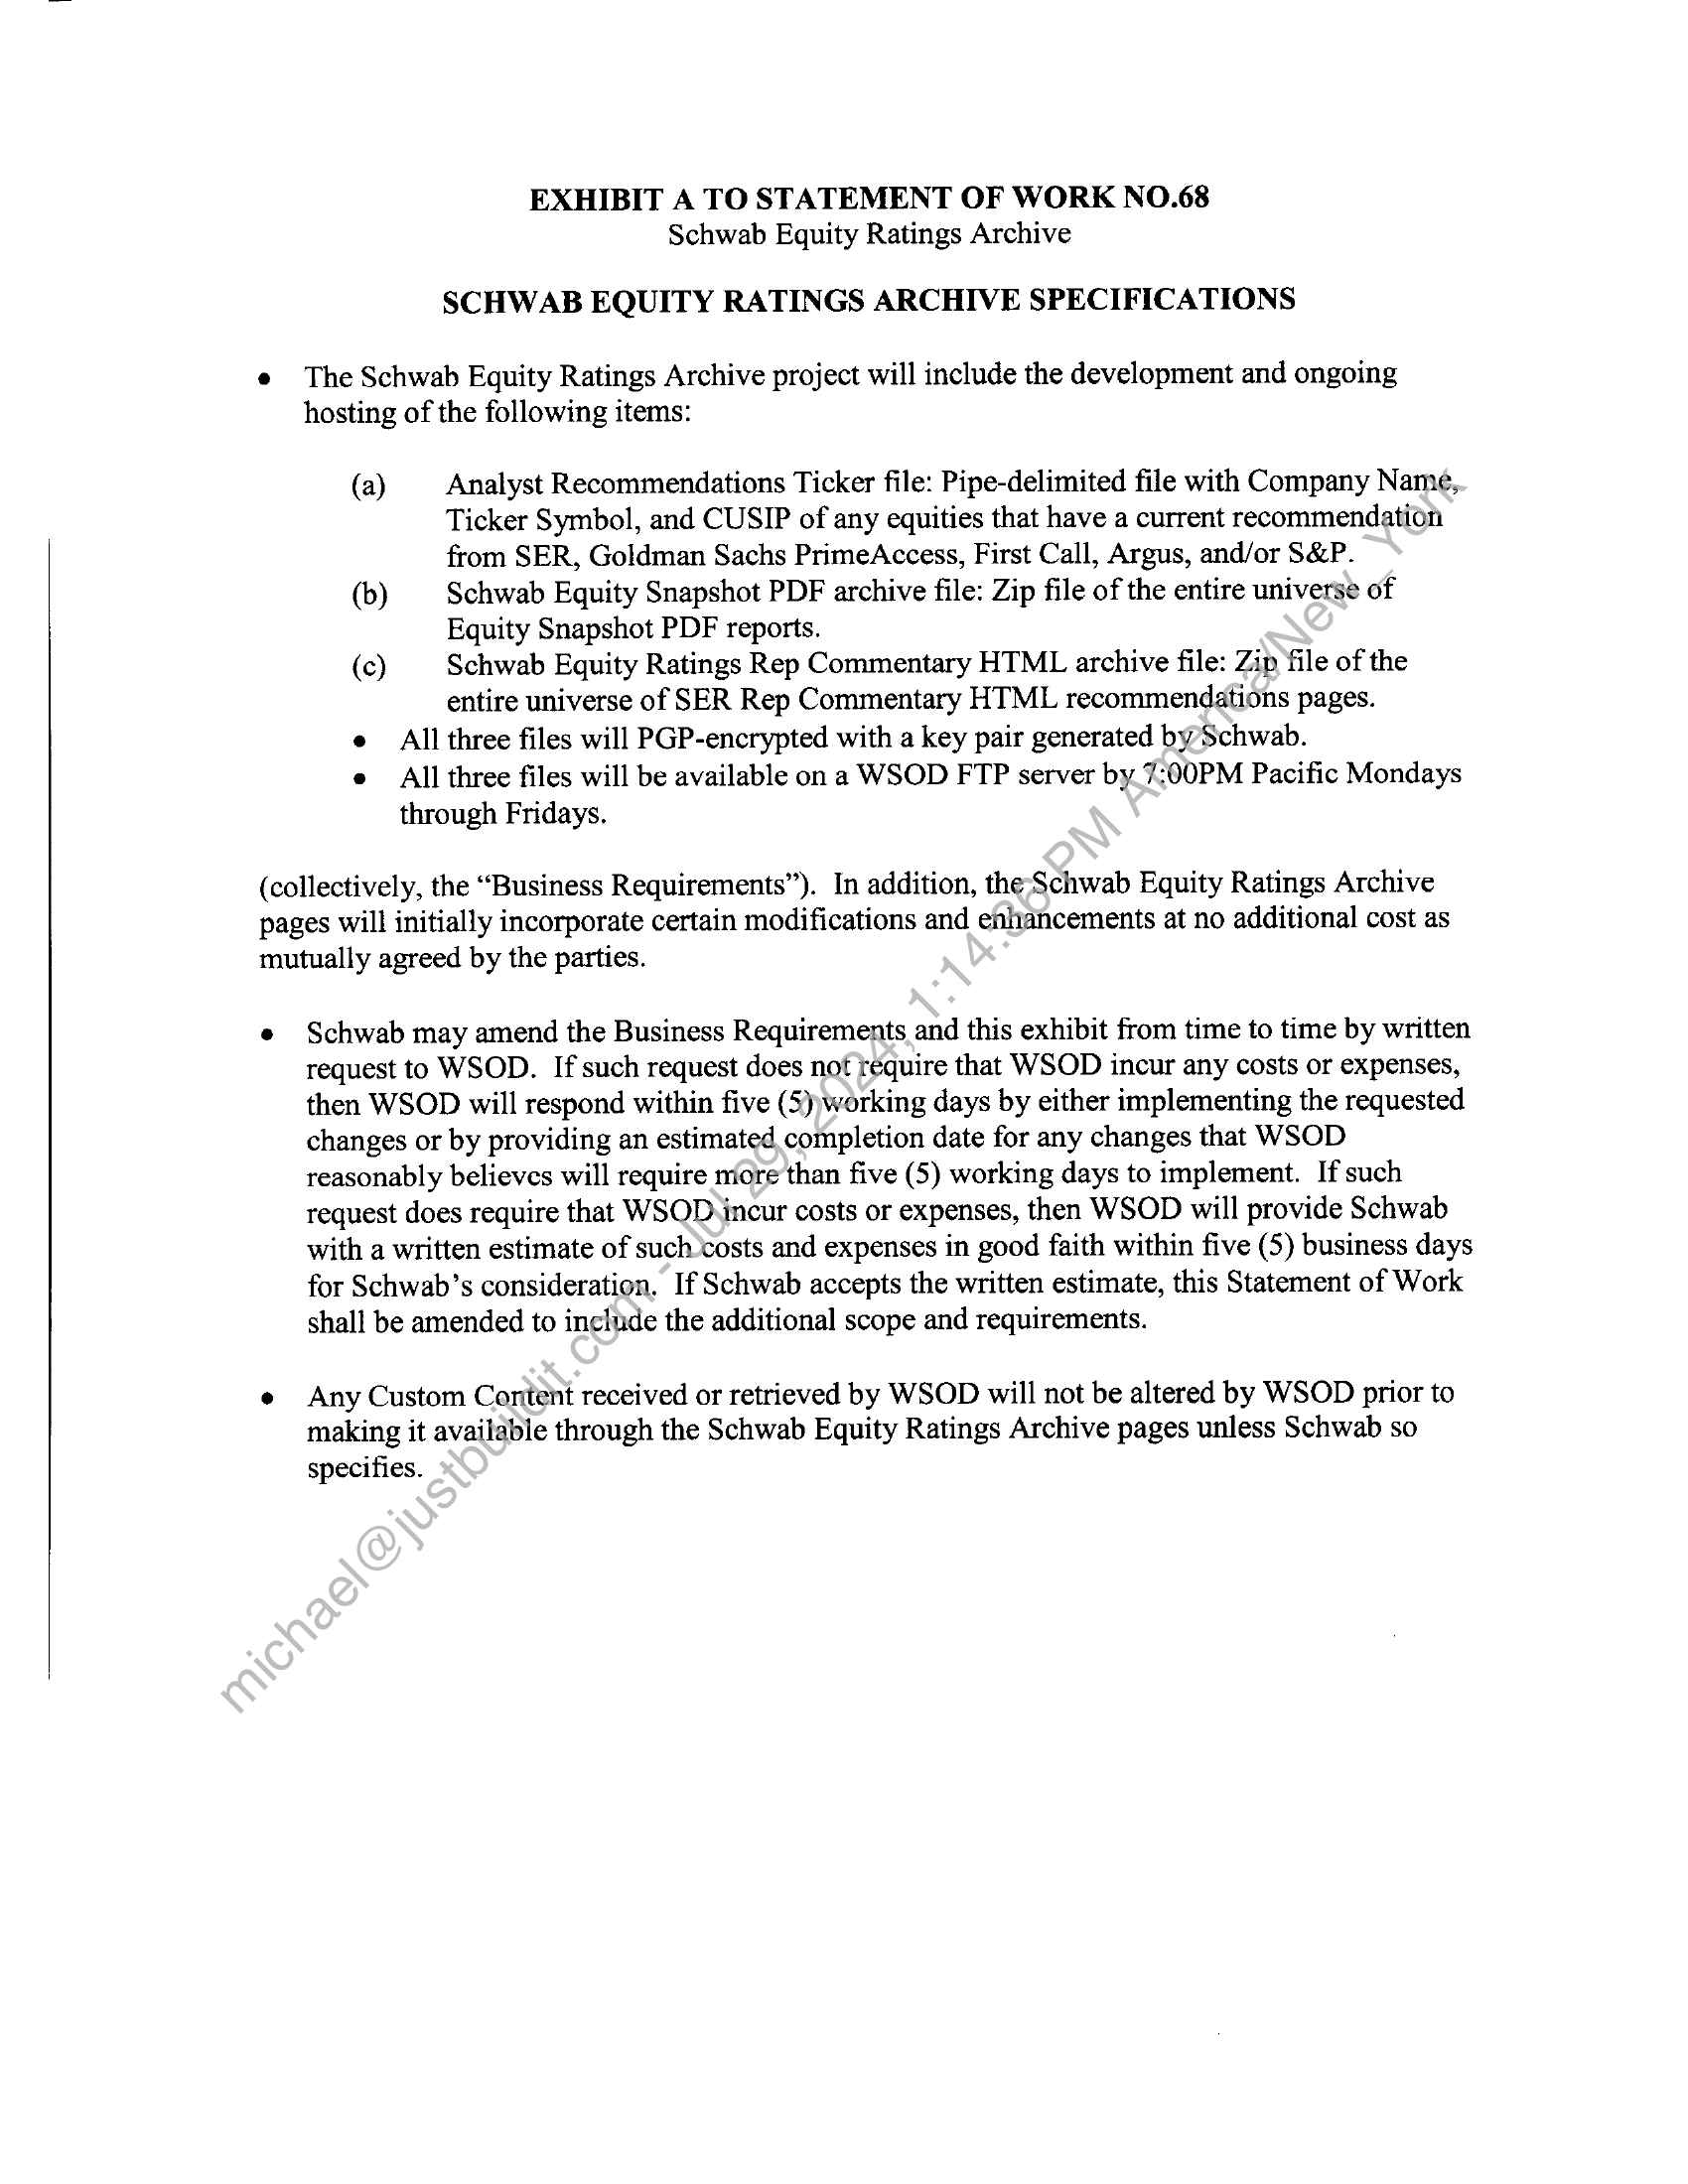 EXHIBIT A TO STATEMENT OF WORK NO.68
Schwab Equity Ratings Archive
SCHWAB EQUITY RATINGS ARCHIVE SPECIFICATIONS
• The Schwab Equity Ratings Archive project will include the development and ongoing
hosting of the following items:
(a) Analyst Recommendations Ticker file: Pipe-delimited file with Company Name,
Ticker Symbol, and CUSIP of any equities that have a current recommendation
from SER, Goldman Sachs PrimeAccess, First Call, Argus, and/or S&P.
(b) Schwab Equity Snapshot PDF archive file: Zip file of the entire universe of
Equity Snapshot PDF reports.
(c) Schwab Equity Ratings Rep Commentary HTML archive file: Zip file of the
entire universe of SER Rep Commentary HTML recommendations pages.
• All three files will PGP-encrypted with a key pair generated by Schwab.
• All three files will be available on a WSOD FTP server by 7:00PM Pacific Mondays
through Fridays.
(collectively, the “Business Requirements”). In addition, the Schwab Equity Ratings Archive
pages will initially incorporate certain modifications and enhancements at no additional cost as
mutually agreed by the parties.
• Schwab may amend the Business Requirements and this exhibit from time to time by written
request to WSOD. If such request does not require that WSOD incur any costs or expenses,
then WSOD will respond within five (5) working days by either implementing the requested
changes or by providing an estimated completion date for any changes that WSOD
reasonably believes will require more than five (5) working days to implement. If such
request does require that WSOD incur costs or expenses, then WSOD will provide Schwab
with a written estimate of such costs and expenses in good faith within five (5) business days
for Schwab’s consideration. If Schwab accepts the written estimate, this Statement of Work
shall be amended to include the additional scope and requirements.
• Any Custom Content received or retrieved by WSOD will not be altered by WSOD prior to
making it available through the Schwab Equity Ratings Archive pages unless Schwab so
specifies.
michael@justbuildit.com - Jul 29, 2024, 1:14:36 PM America/New_York